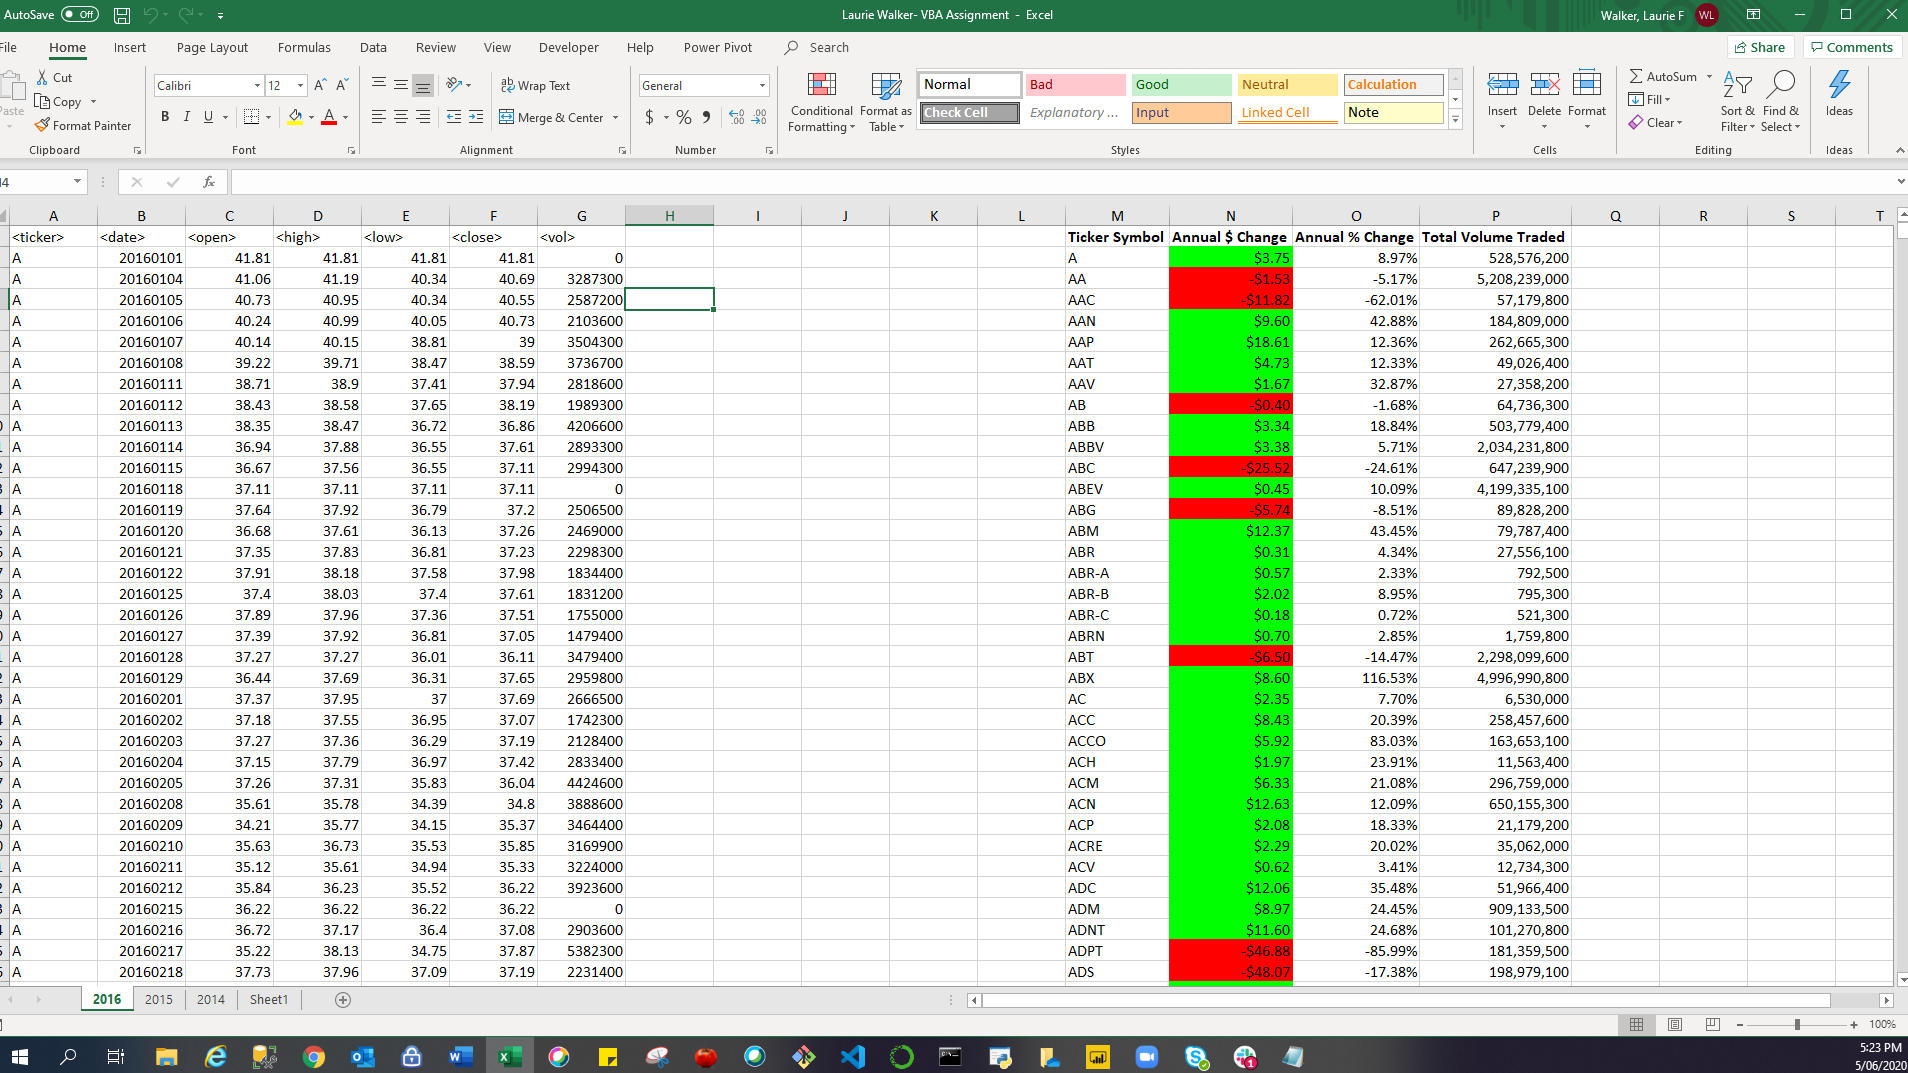 AutoSave Off Laurie Walker- VBA Assignment - Excel Walker, Laurie F WL
File Home Insert Page Layout Formulas Data Review View Developer Help Power Pivot Search Share Comments
Cut Calibri 12 Wrap Text General Normal Bad Good Neutral Calculation AutoSum
Paste Copy Conditional Format as Insert Delete Format Fill Sort & Find & Ideas
Format Painter B I U A Merge & Center $ % Formatting Table Check Cell Explanatory ... Input Linked Cell Note Clear Filter Select
Clipboard Font Alignment Number Styles Cells Editing Ideas
fx
A B C D E F G H I J K L M N O P Q R S T
<ticker> <date> <open> <high> <low> <close> <vol> Ticker Symbol Annual $ Change Annual % Change Total Volume Traded
A 20160101 41.81 41.81 41.81 41.81 0 A $3.75 8.97% 528,576,200
A 20160104 41.06 41.19 40.34 40.69 3287300 AA -$1.53 -5.17% 5,208,239,000
A 20160105 40.73 40.95 40.34 40.55 2587200 AAC -$11.82 -62.01% 57,179,800
A 20160106 40.24 40.99 40.05 40.73 2103600 AAN $9.60 42.88% 184,809,000
A 20160107 40.14 40.15 38.81 39 3504300 AAP $18.61 12.36% 262,665,300
A 20160108 39.22 39.71 38.47 38.59 3736700 AAT $4.73 12.33% 49,026,400
A 20160111 38.71 38.9 37.41 37.94 2818600 AAV $1.67 32.87% 27,358,200
A 20160112 38.43 38.58 37.65 38.19 1989300 AB -$0.40 -1.68% 64,736,300
A 20160113 38.35 38.47 36.72 36.86 4206600 ABB $3.34 18.84% 503,779,400
A 20160114 36.94 37.88 36.55 37.61 2893300 ABBV $3.38 5.71% 2,034,231,800
A 20160115 36.67 37.56 36.55 37.11 2994300 ABC -$25.52 -24.61% 647,239,900
A 20160118 37.11 37.11 37.11 37.11 0 ABEV $0.45 10.09% 4,199,335,100
A 20160119 37.64 37.92 36.79 37.2 2506500 ABG -$5.74 -8.51% 89,828,200
A 20160120 36.68 37.61 36.13 37.26 2469000 ABM $12.37 43.45% 79,787,400
A 20160121 37.35 37.83 36.81 37.23 2298300 ABR $0.31 4.34% 27,556,100
A 20160122 37.91 38.18 37.58 37.98 1834400 ABR-A $0.57 2.33% 792,500
A 20160125 37.4 38.03 37.4 37.61 1831200 ABR-B $2.02 8.95% 795,300
A 20160126 37.89 37.96 37.36 37.51 1755000 ABR-C $0.18 0.72% 521,300
A 20160127 37.39 37.92 36.81 37.05 1479400 ABRN $0.70 2.85% 1,759,800
A 20160128 37.27 37.27 36.01 36.11 3479400 ABT -$6.50 -14.47% 2,298,099,600
A 20160129 36.44 37.69 36.31 37.65 2959800 ABX $8.60 116.53% 4,996,990,800
A 20160201 37.37 37.95 37 37.69 2666500 AC $2.35 7.70% 6,530,000
A 20160202 37.18 37.55 36.95 37.07 1742300 ACC $8.43 20.39% 258,457,600
A 20160203 37.27 37.36 36.29 37.19 2128400 ACCO $5.92 83.03% 163,653,100
A 20160204 37.15 37.79 36.97 37.42 2833400 ACH $1.97 23.91% 11,563,400
A 20160205 37.26 37.31 35.83 36.04 4424600 ACM $6.33 21.08% 296,759,000
A 20160208 35.61 35.78 34.39 34.8 3888600 ACN $12.63 12.09% 650,155,300
A 20160209 34.21 35.77 34.15 35.37 3464400 ACP $2.08 18.33% 21,179,200
A 20160210 35.63 36.73 35.53 35.85 3169900 ACRE $2.29 20.02% 35,062,000
A 20160211 35.12 35.61 34.94 35.33 3224000 ACV $0.62 3.41% 12,734,300
A 20160212 35.84 36.23 35.52 36.22 3923600 ADC $12.06 35.48% 51,966,400
A 20160215 36.22 36.22 36.22 36.22 0 ADM $8.97 24.45% 909,133,500
A 20160216 36.72 37.17 36.4 37.08 2903600 ADNT $11.60 24.68% 101,270,800
A 20160217 35.22 38.13 34.75 37.87 5382300 ADPT -$46.88 -85.99% 181,359,500
A 20160218 37.73 37.96 37.09 37.19 2231400 ADS -$48.07 -17.38% 198,979,100
2016 2015 2014 Sheet1
100%
5:23 PM
5/06/2020